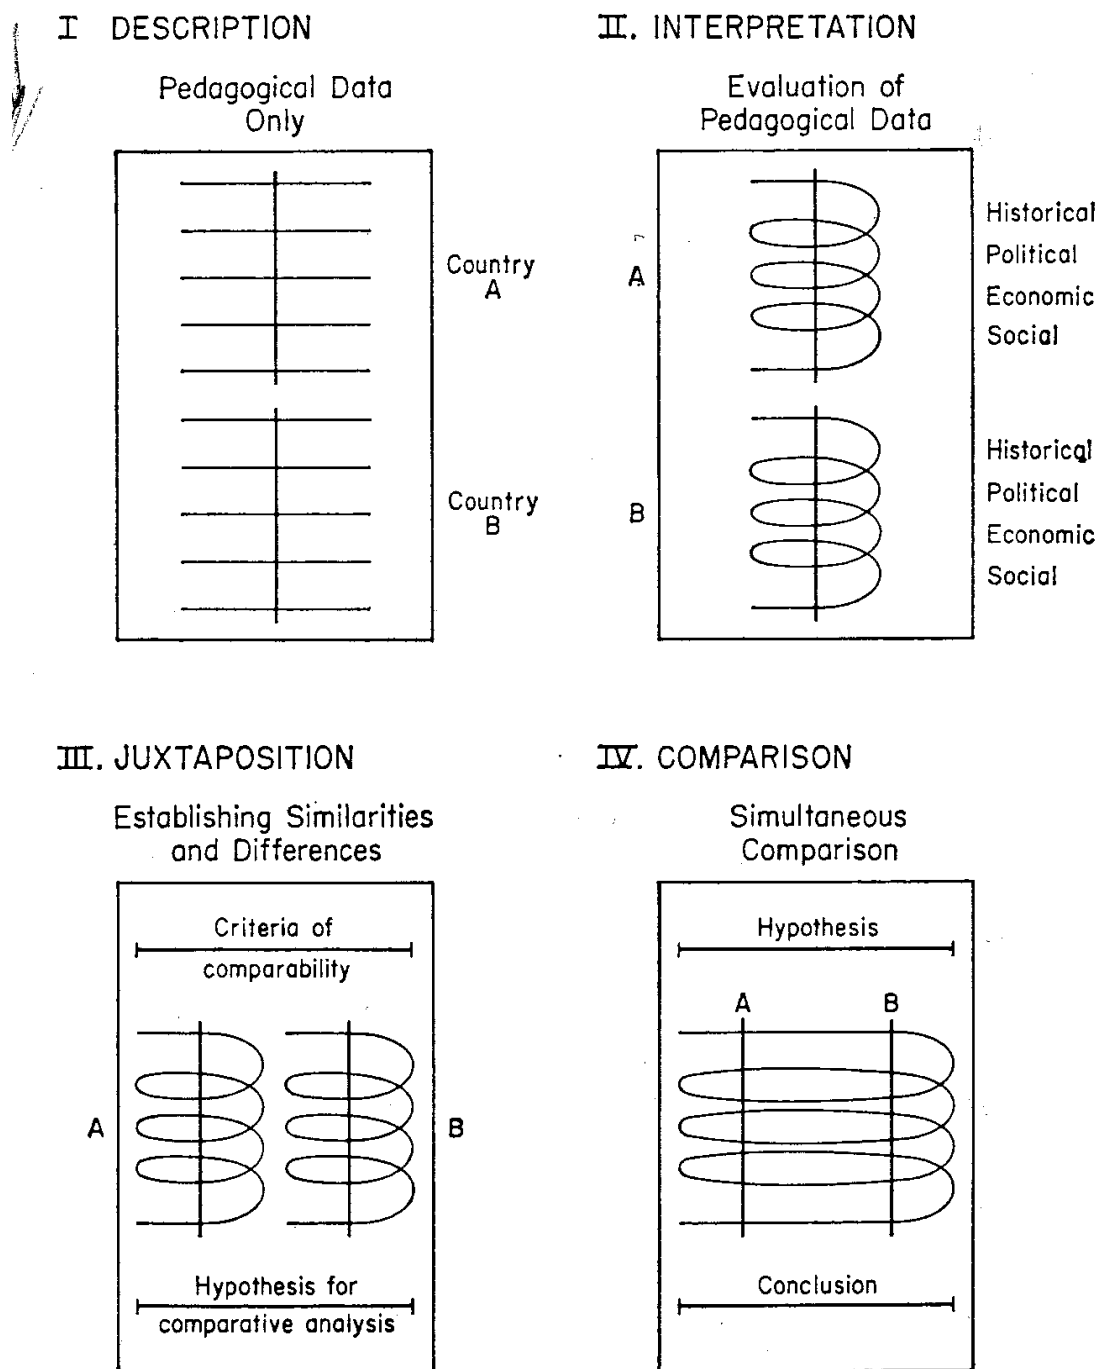 I DESCRIPTION
Pedagogical Data
Only
Country
A
Country
B
II. INTERPRETATION
Evaluation of
Pedagogical Data
A
Historical
Political
Economic
Social
B
Historical
Political
Economic
Social
III. JUXTAPOSITION
Establishing Similarities
and Differences
Criteria of
comparability
A
B
Hypothesis for
comparative analysis
IV. COMPARISON
Simultaneous
Comparison
Hypothesis
A B
Conclusion